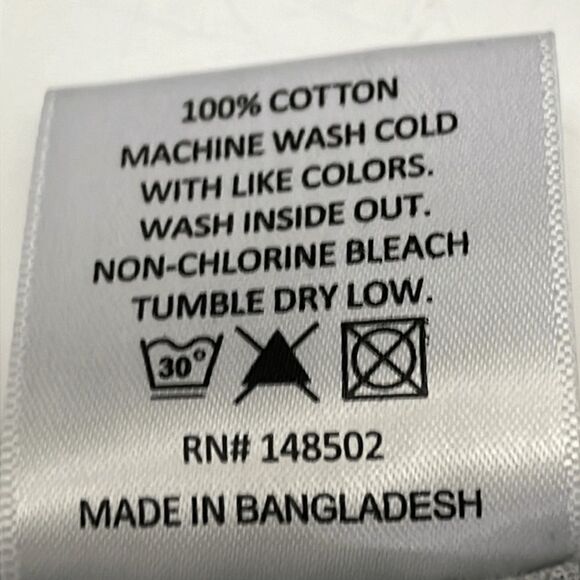 100% COTTON
MACHINE WASH COLD
WITH LIKE COLORS.
WASH INSIDE OUT.
NON-CHLORINE BLEACH
TUMBLE DRY LOW.
30°
RN# 148502
MADE IN BANGLADESH